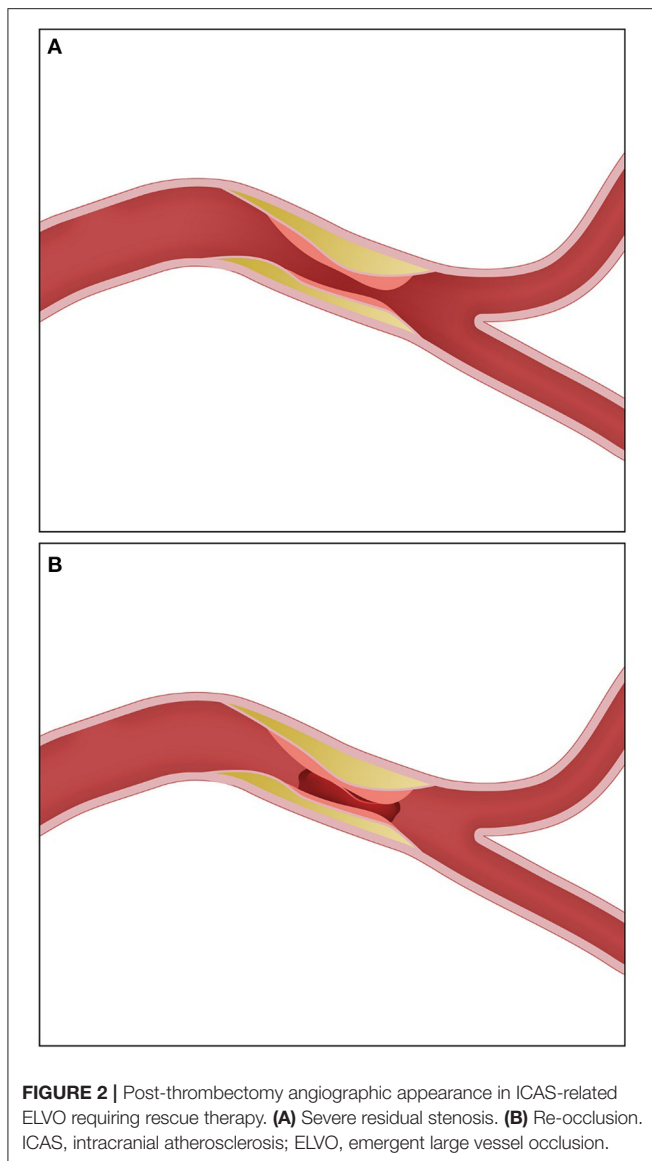 A
B
FIGURE 2 | Post-thrombectomy angiographic appearance in ICAS-related
ELVO requiring rescue therapy. (A) Severe residual stenosis. (B) Re-occlusion.
ICAS, intracranial atherosclerosis; ELVO, emergent large vessel occlusion.